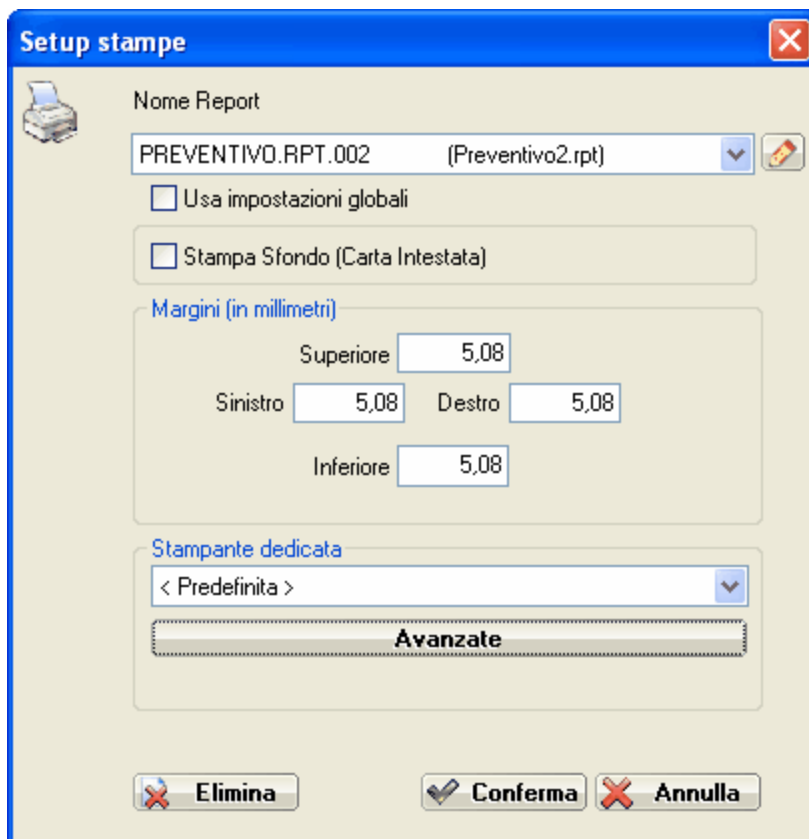 Setup stampe
Nome Report
PREVENTIVO.RPT.002 (Preventivo2.rpt)
Usa impostazioni globali
Stampa Sfondo (Carta Intestata)
Margini (in millimetri)
Superiore 5,08
Sinistro 5,08 Destro 5,08
Inferiore 5,08
Stampante dedicata
< Predefinita >
Avanzate
Elimina Conferma Annulla